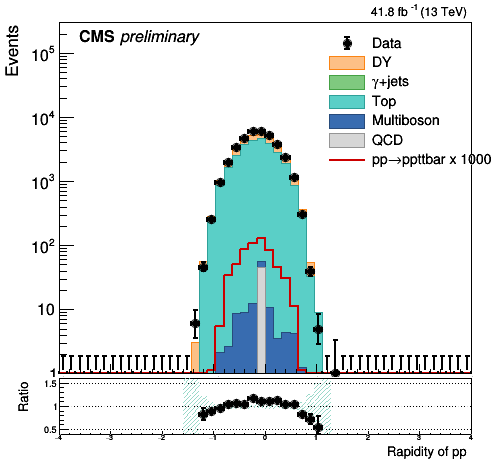 41.8 fb⁻¹ (13 TeV)
CMS preliminary
Events
10⁵
10⁴
10³
10²
10
1
Data
DY
γ+jets
Top
Multiboson
QCD
pp→ppttbar x 1000
Ratio
1.5
1
0.5
-4 -3 -2 -1 0 1 2 3 4
Rapidity of pp